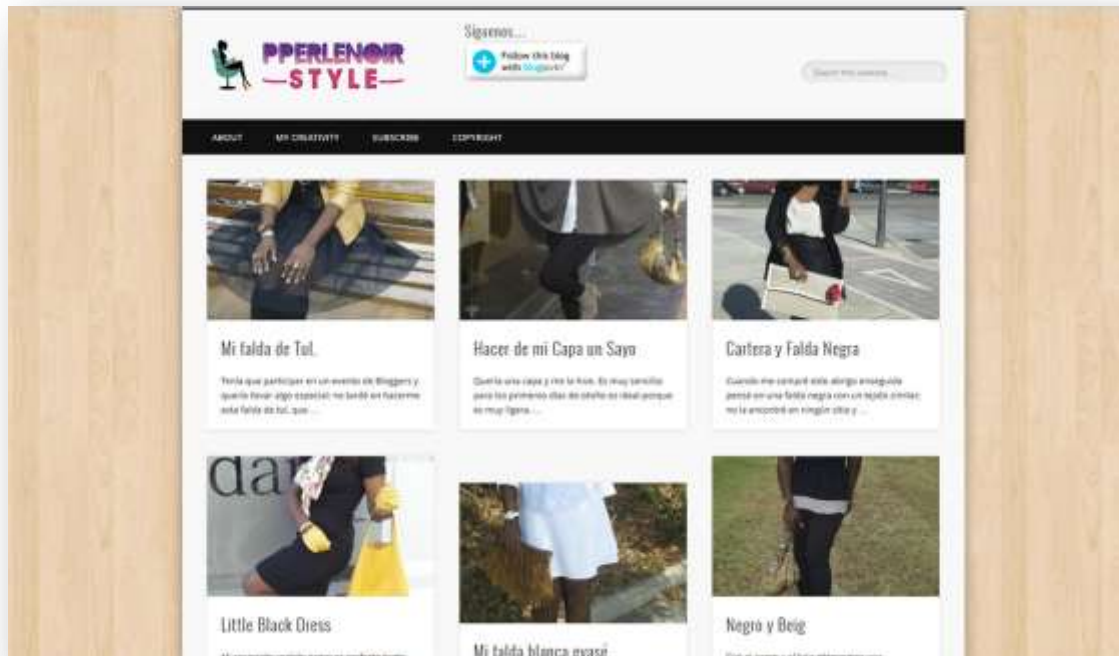 PPERLENOIR
STYLE
Síguenos...
Follow this blog
with bloglovin'
Search this website …
ABOUT
MY CREATIVITY
SUBSCRIBE
COPYRIGHT
Mi falda de Tul.
Tenía que participar en un evento de Bloggers y
quería llevar algo especial; no tardé en hacerme
esta falda de tul, que …
Hacer de mi Capa un Sayo
Quería una capa y me la hice. Es muy sencillo
para los primeros días de otoño es ideal porque
es muy ligera. …
Cartera y Falda Negra
Cuando me compré este abrigo enseguida
pensé en una falda negra con un tejido similar;
no la encontré en ningún sitio y …
da
Little Black Dress
Mi falda blanca evasé
Negro y Beig